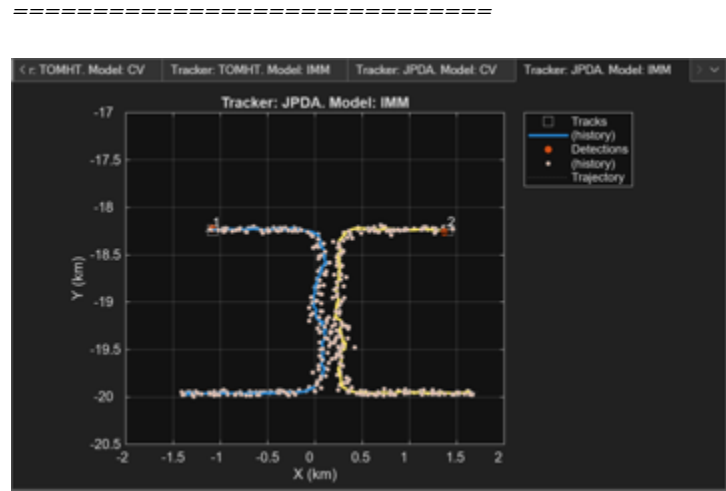 ==============================
r: TOMHT. Model: CV
Tracker: TOMHT. Model: IMM
Tracker: JPDA. Model: CV
Tracker: JPDA. Model: IMM
Tracker: JPDA. Model: IMM
-17
-17.5
-18
-18.5
-19
-19.5
-20
-20.5
Y (km)
1
2
-2
-1.5
-1
-0.5
0
0.5
1
1.5
2
X (km)
Tracks
(history)
Detections
(history)
Trajectory